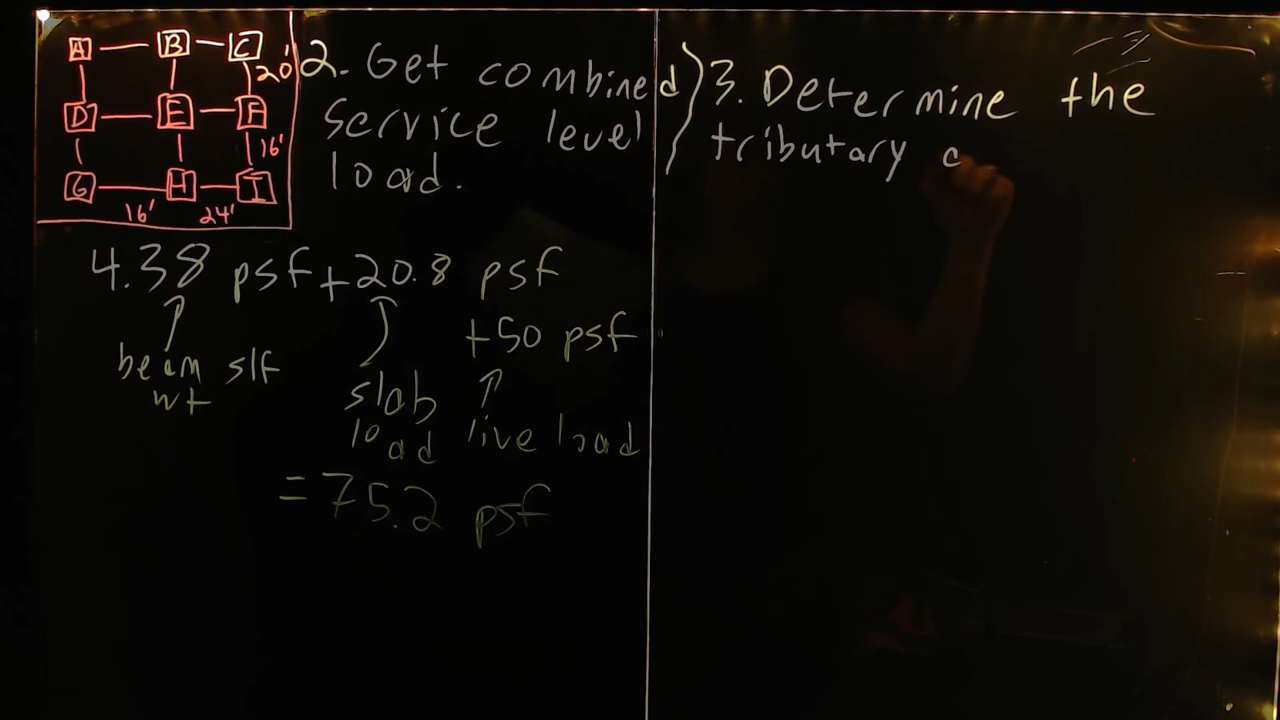 A B C
20'
D E F
16'
G H I
16' 24'
2. Get combined
service level
load.
4.38 psf + 20.8 psf
+50 psf
beam slf
wt
slab
load
live load
= 75.2 psf
3. Determine the
tributary a